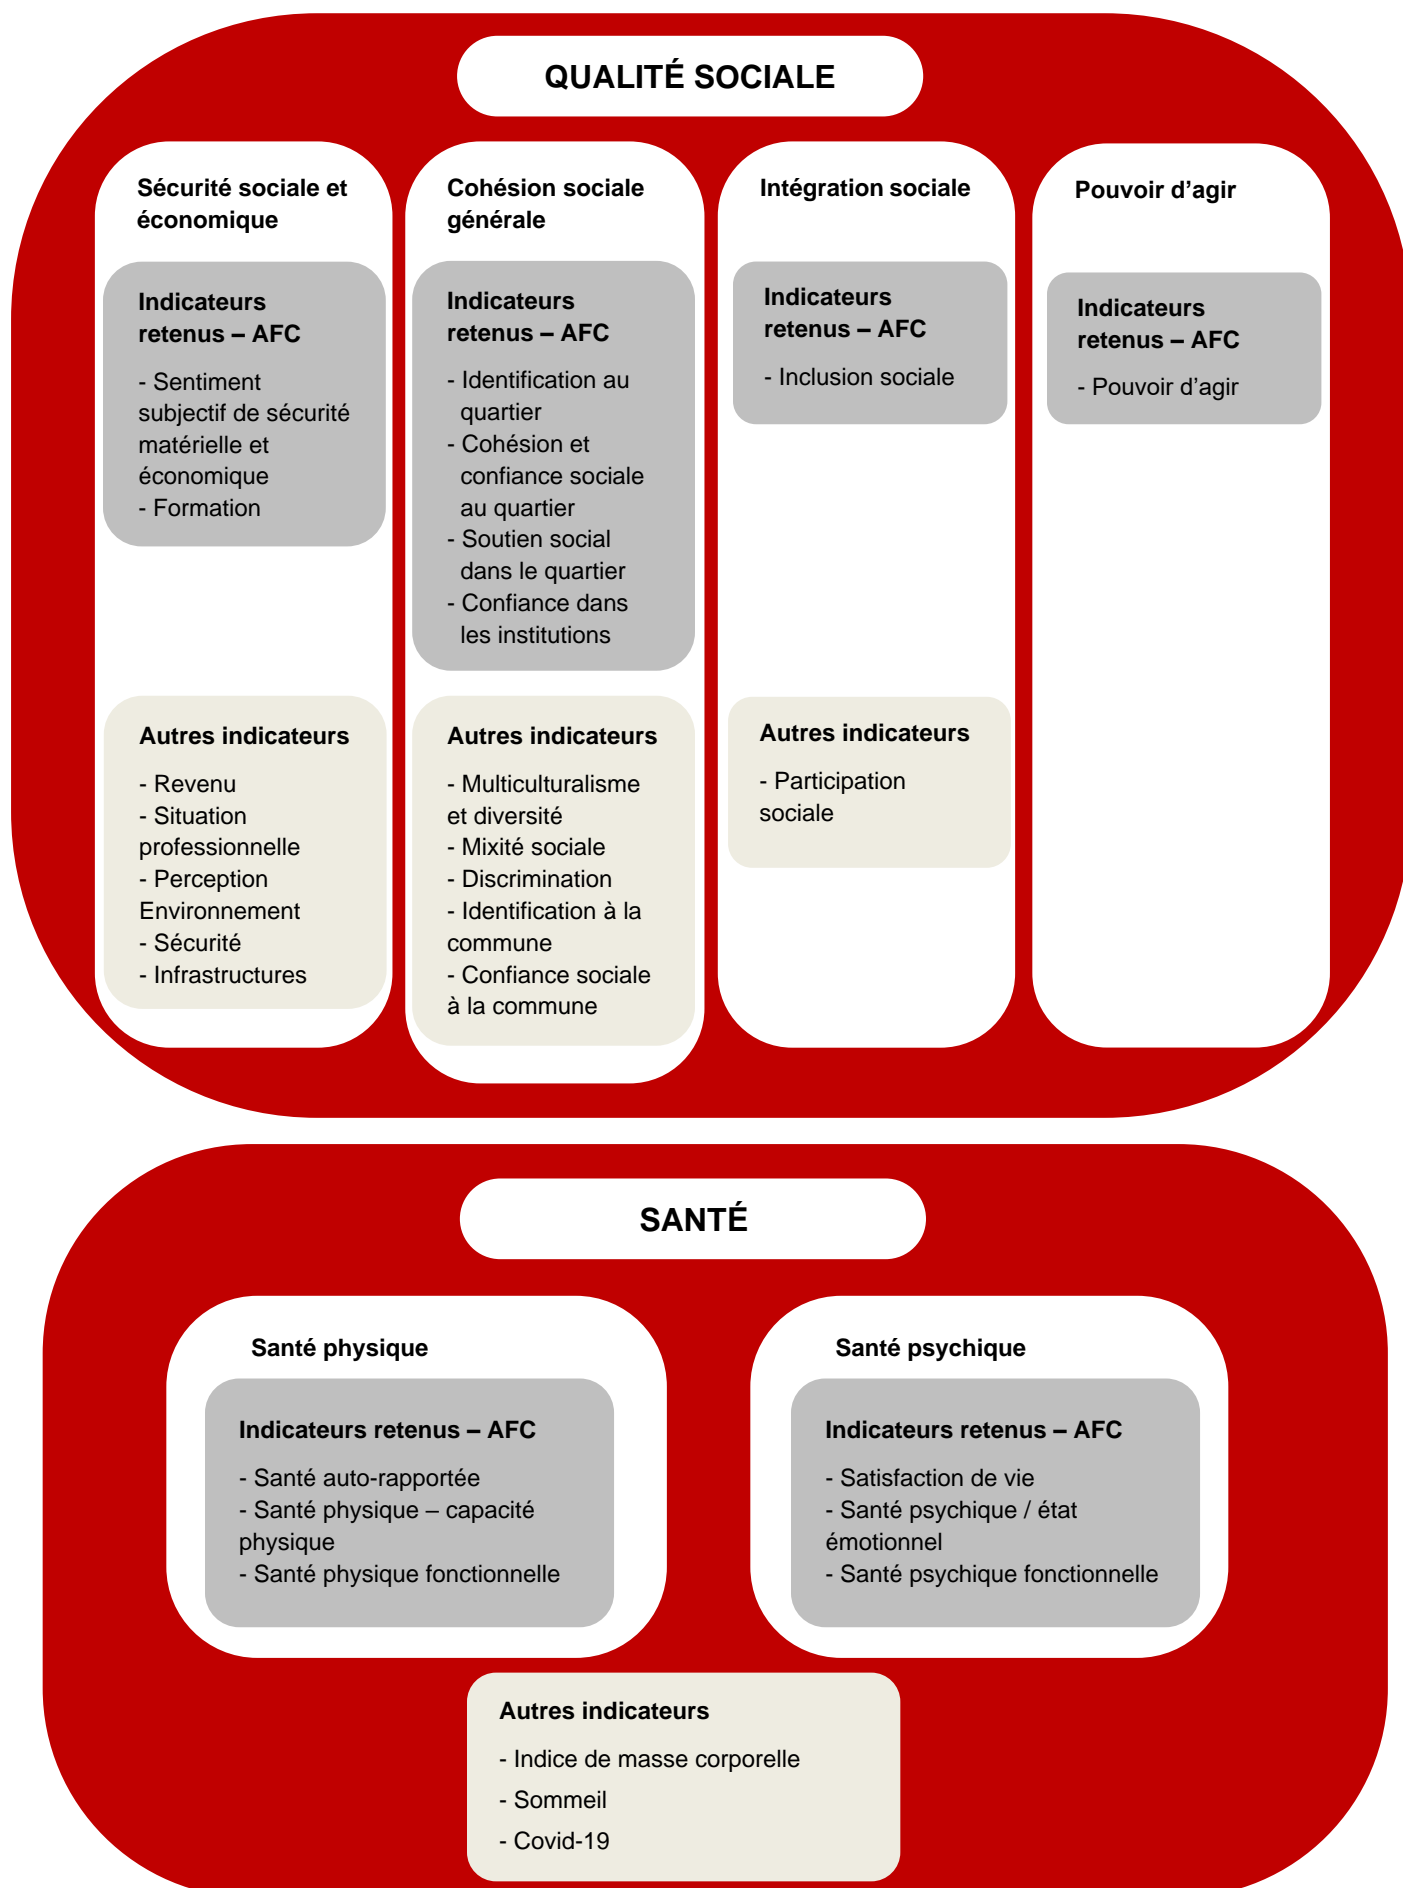 QUALITÉ SOCIALE
Sécurité sociale et
économique
Indicateurs
retenus – AFC
- Sentiment
subjectif de sécurité
matérielle et
économique
- Formation
Autres indicateurs
- Revenu
- Situation
professionnelle
- Perception
Environnement
- Sécurité
- Infrastructures
Cohésion sociale
générale
Indicateurs
retenus – AFC
- Identification au
quartier
- Cohésion et
confiance sociale
au quartier
- Soutien social
dans le quartier
- Confiance dans
les institutions
Autres indicateurs
- Multiculturalisme
et diversité
- Mixité sociale
- Discrimination
- Identification à la
commune
- Confiance sociale
à la commune
Intégration sociale
Indicateurs
retenus – AFC
- Inclusion sociale
Autres indicateurs
- Participation
sociale
Pouvoir d’agir
Indicateurs
retenus – AFC
- Pouvoir d’agir
SANTÉ
Santé physique
Indicateurs retenus – AFC
- Santé auto-rapportée
- Santé physique – capacité
physique
- Santé physique fonctionnelle
Santé psychique
Indicateurs retenus – AFC
- Satisfaction de vie
- Santé psychique / état
émotionnel
- Santé psychique fonctionnelle
Autres indicateurs
- Indice de masse corporelle
- Sommeil
- Covid-19